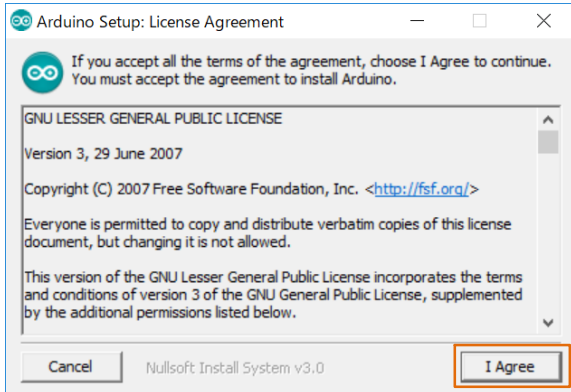 Arduino Setup: License Agreement
If you accept all the terms of the agreement, choose I Agree to continue.
You must accept the agreement to install Arduino.
GNU LESSER GENERAL PUBLIC LICENSE
Version 3, 29 June 2007
Copyright (C) 2007 Free Software Foundation, Inc. <http://fsf.org/>
Everyone is permitted to copy and distribute verbatim copies of this license
document, but changing it is not allowed.
This version of the GNU Lesser General Public License incorporates the terms
and conditions of version 3 of the GNU General Public License, supplemented
by the additional permissions listed below.
Cancel Nullsoft Install System v3.0 I Agree